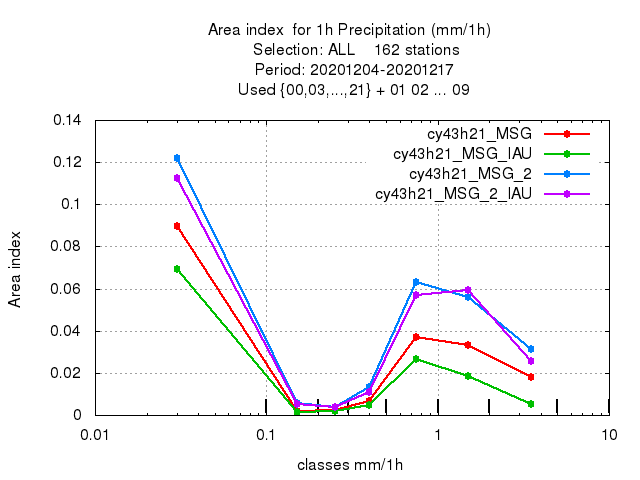 Area index  for 1h Precipitation (mm/1h)
Selection: ALL    162 stations
Period: 20201204-20201217
Used {00,03,...,21} + 01 02 ... 09
0.14
cy43h21_MSG
cy43h21_MSG_IAU
0.12
cy43h21_MSG_2
cy43h21_MSG_2_IAU
0.1
0.08
0.06
0.04
0.02
0
Area index
0.01 0.1 1 10
classes mm/1h